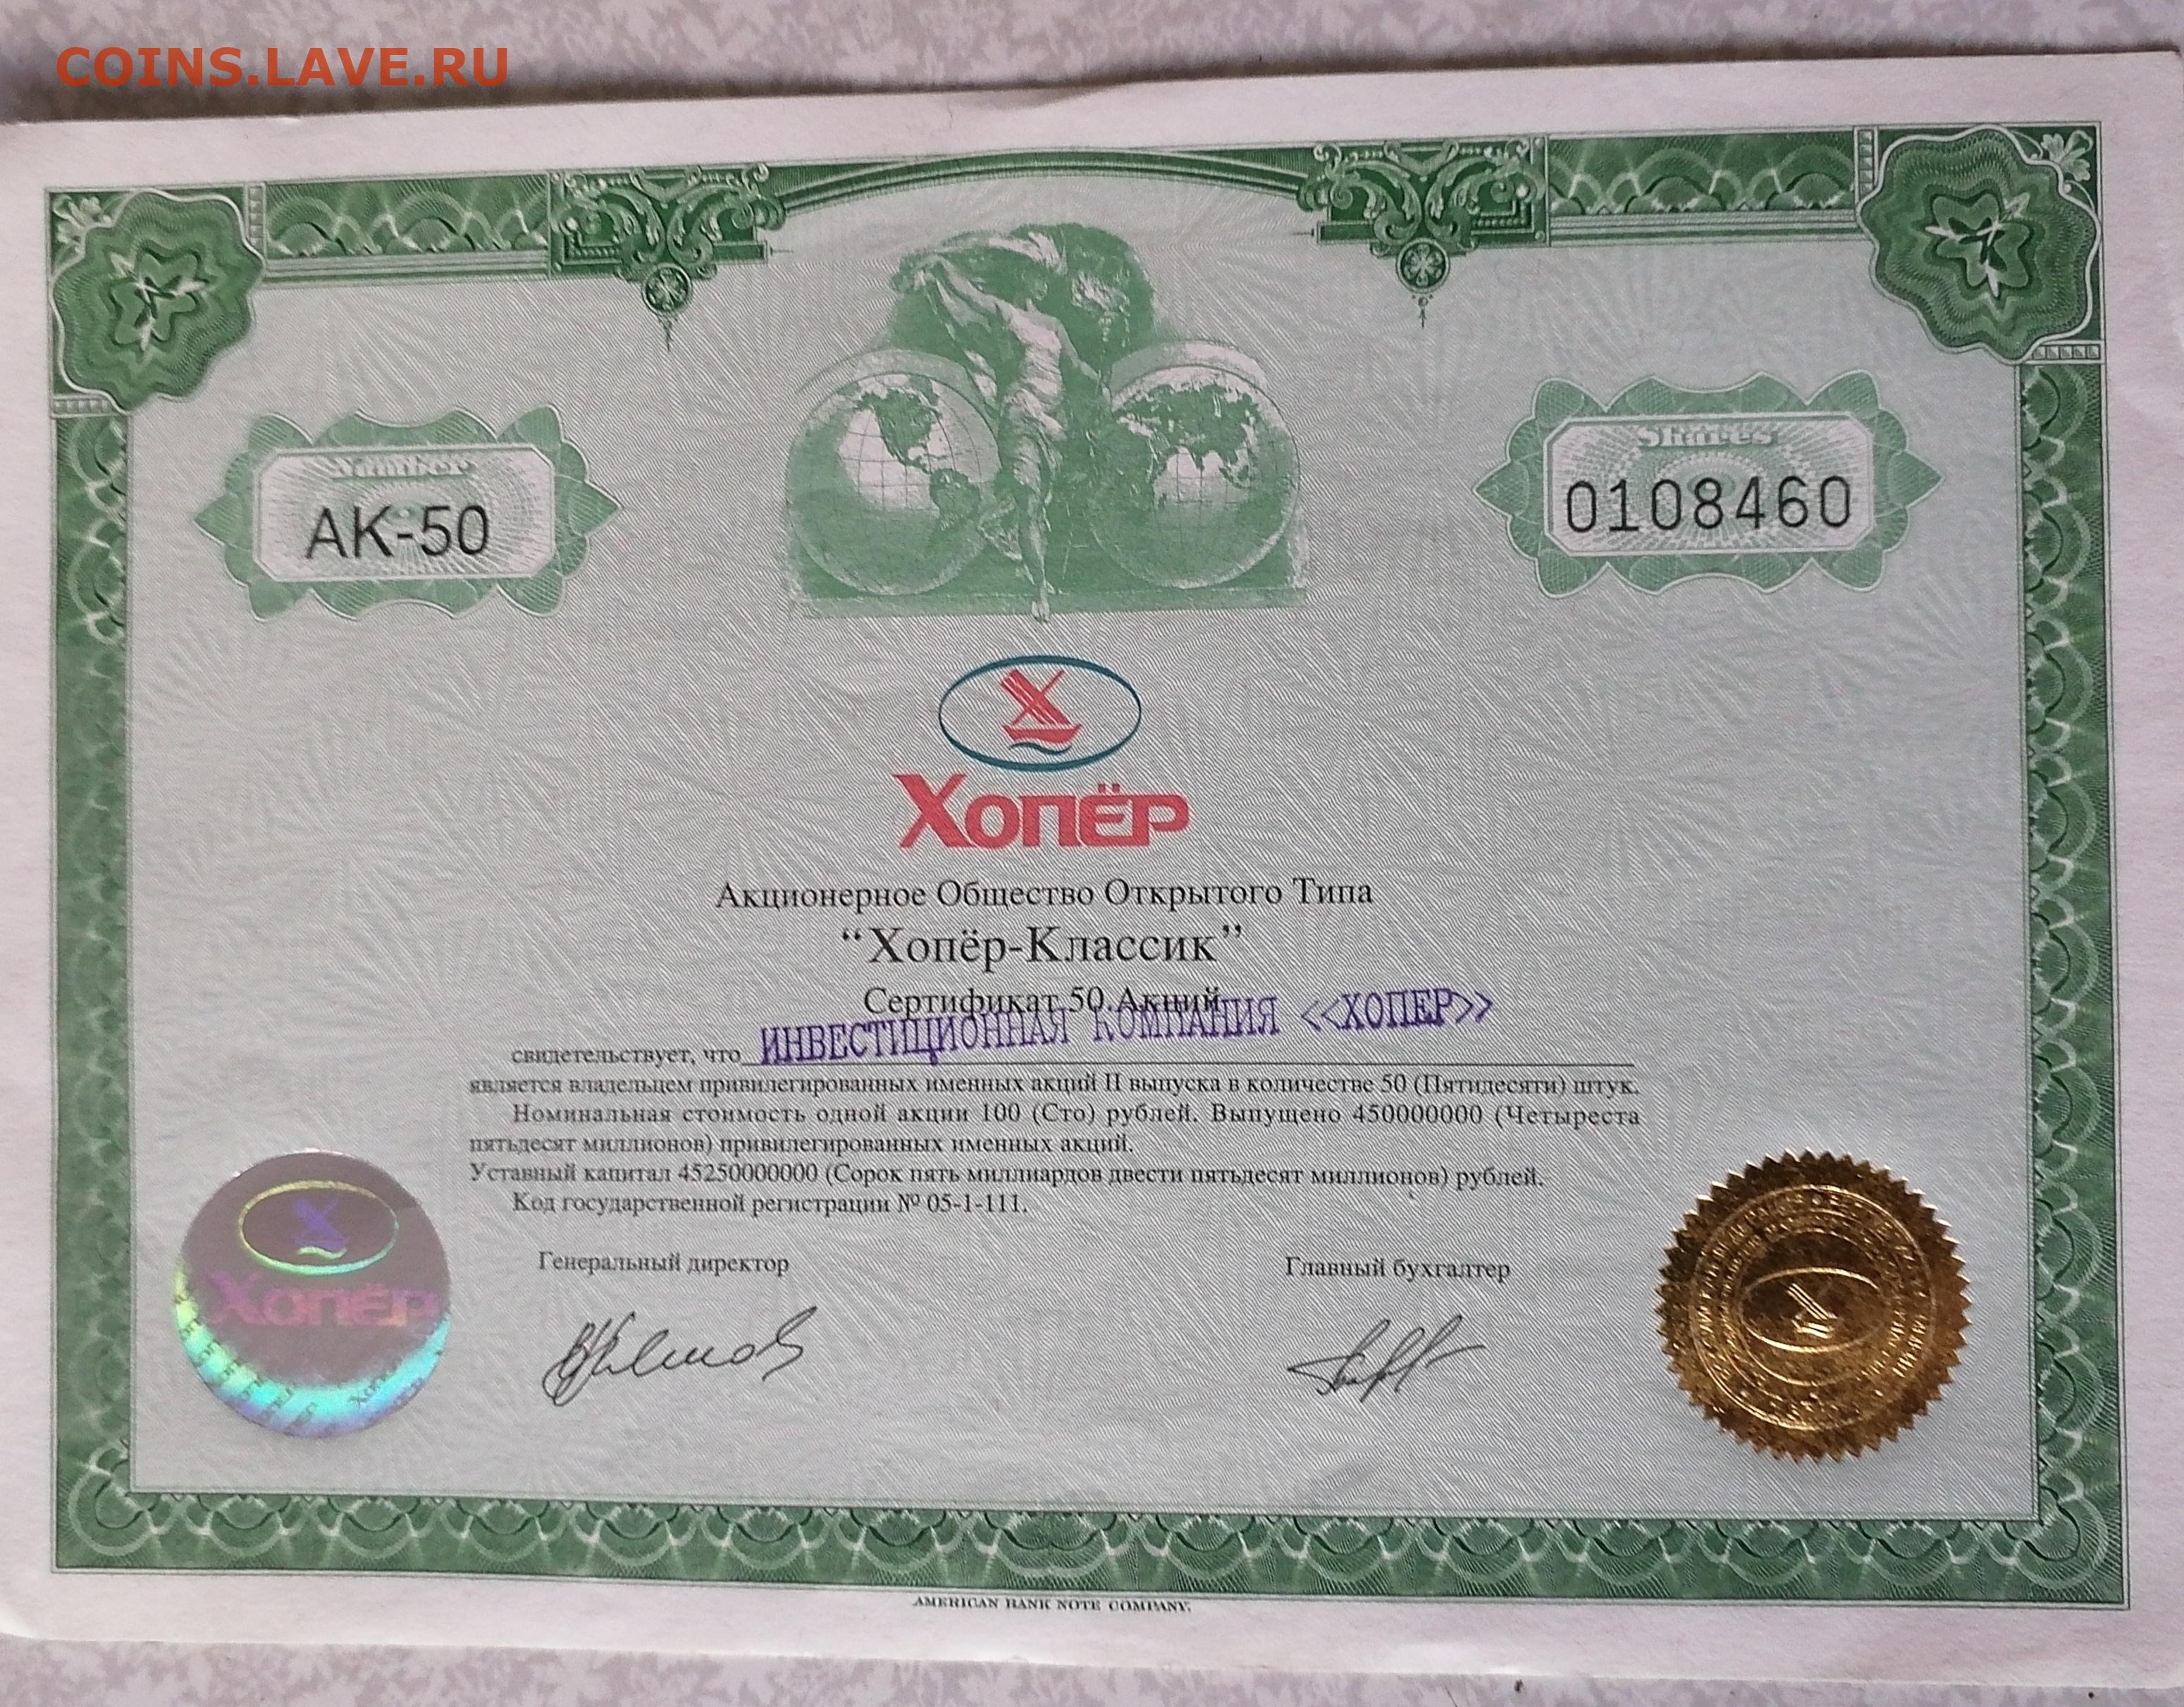 COINS.LAVE.RU
Number
АК-50
Shares
0108460
Хопёр
Акционерное Общество Открытого Типа
“Хопёр-Классик”
Сертификат 50 Акций
свидетельствует, что ИНВЕСТИЦИОННАЯ КОМПАНИЯ <<ХОПЕР>>
является владельцем привилегированных именных акций II выпуска в количестве 50 (Пятидесяти) штук.
Номинальная стоимость одной акции 100 (Сто) рублей. Выпущено 450000000 (Четыреста
пятьдесят миллионов) привилегированных именных акций.
Уставный капитал 45250000000 (Сорок пять миллиардов двести пятьдесят миллионов) рублей.
Код государственной регистрации № 05-1-111.
Хопёр
Генеральный директор
Главный бухгалтер
AMERICAN BANK NOTE COMPANY.